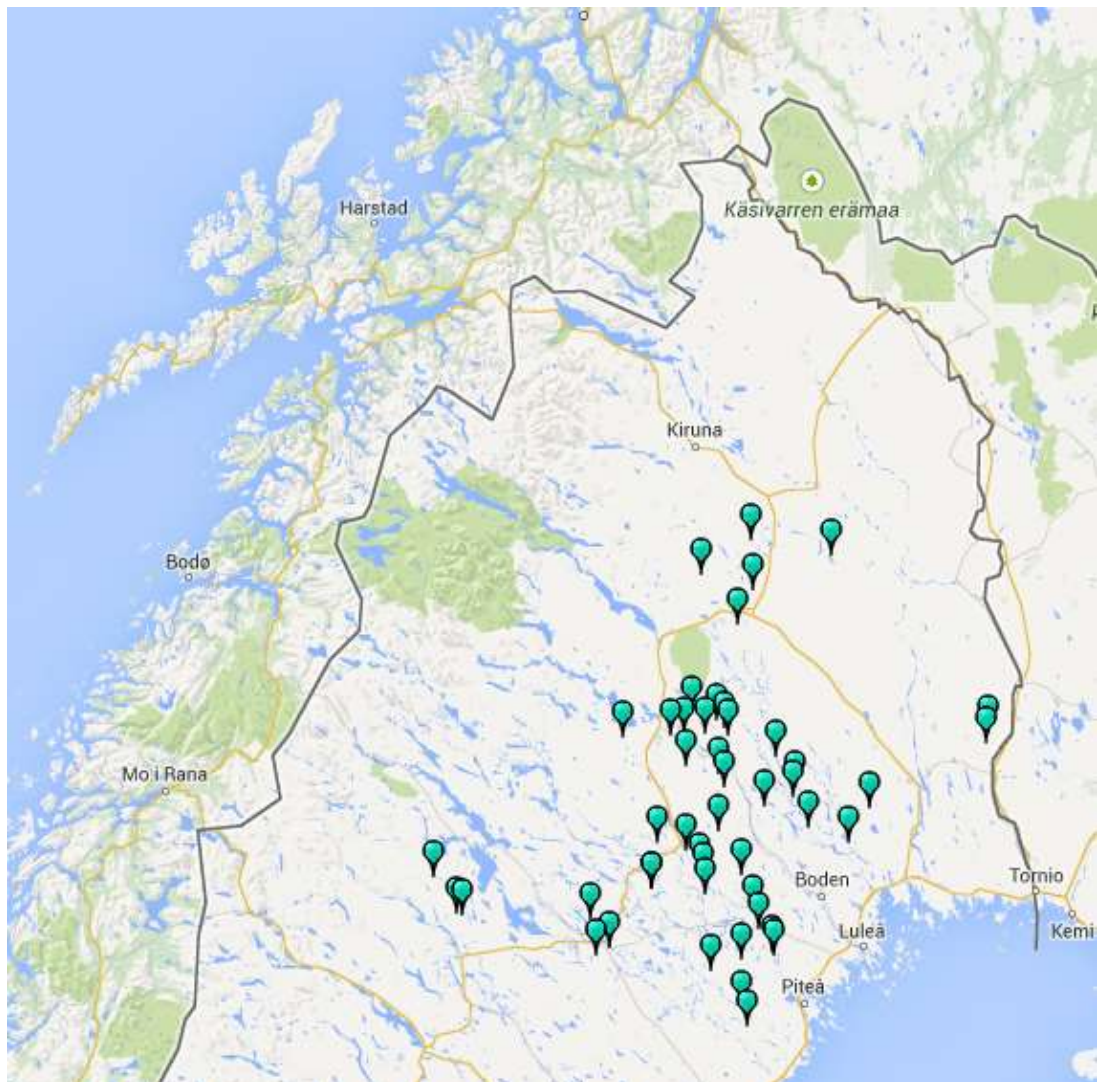 Harstad
Käsivarren erämaa
Kiruna
Bodø
Mo i Rana
Boden
Tornio
Luleå
Kemi
Piteå